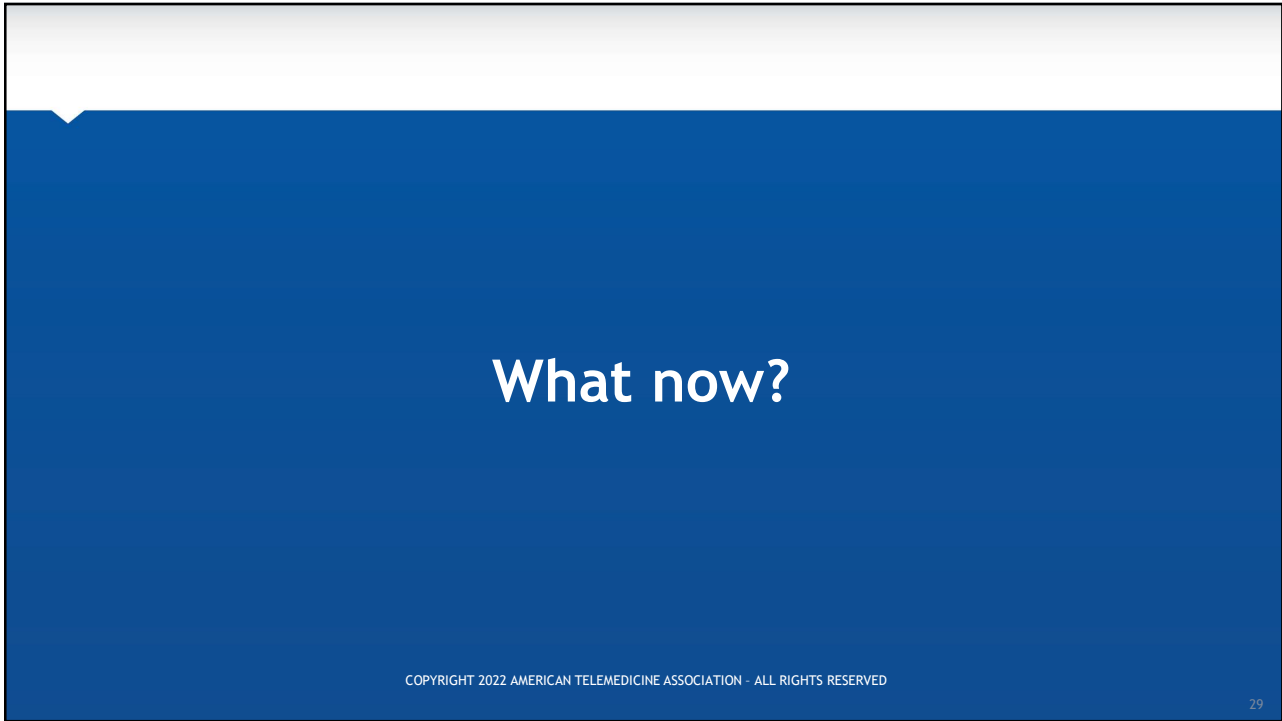 What now?
COPYRIGHT 2022 AMERICAN TELEMEDICINE ASSOCIATION – ALL RIGHTS RESERVED
29